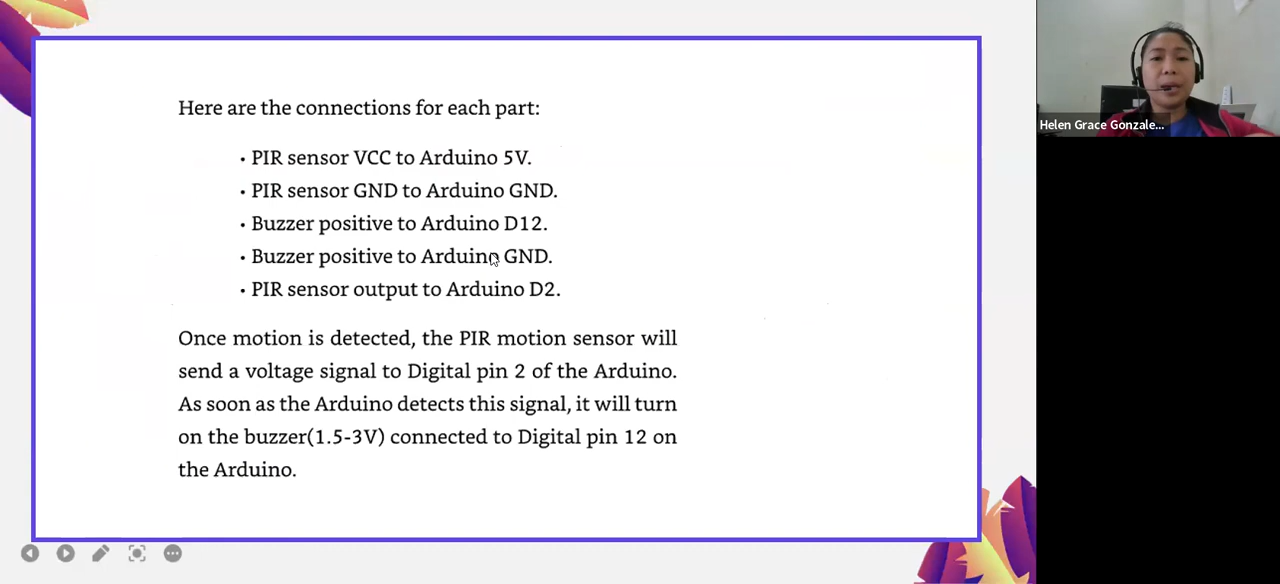 Here are the connections for each part:
• PIR sensor VCC to Arduino 5V.
• PIR sensor GND to Arduino GND.
• Buzzer positive to Arduino D12.
• Buzzer positive to Arduino GND.
• PIR sensor output to Arduino D2.
Once motion is detected, the PIR motion sensor will
send a voltage signal to Digital pin 2 of the Arduino.
As soon as the Arduino detects this signal, it will turn
on the buzzer(1.5-3V) connected to Digital pin 12 on
the Arduino.
Helen Grace Gonzale...